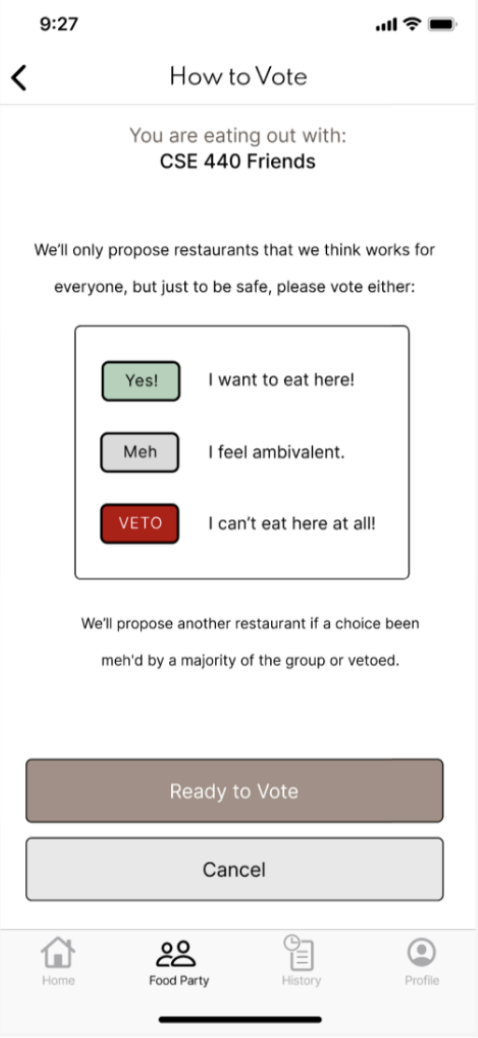 9:27
How to Vote
You are eating out with:
CSE 440 Friends
We'll only propose restaurants that we think works for
everyone, but just to be safe, please vote either:
Yes! I want to eat here!
Meh I feel ambivalent.
VETO I can't eat here at all!
We'll propose another restaurant if a choice been
meh'd by a majority of the group or vetoed.
Ready to Vote
Cancel
Home Food Party History Profile